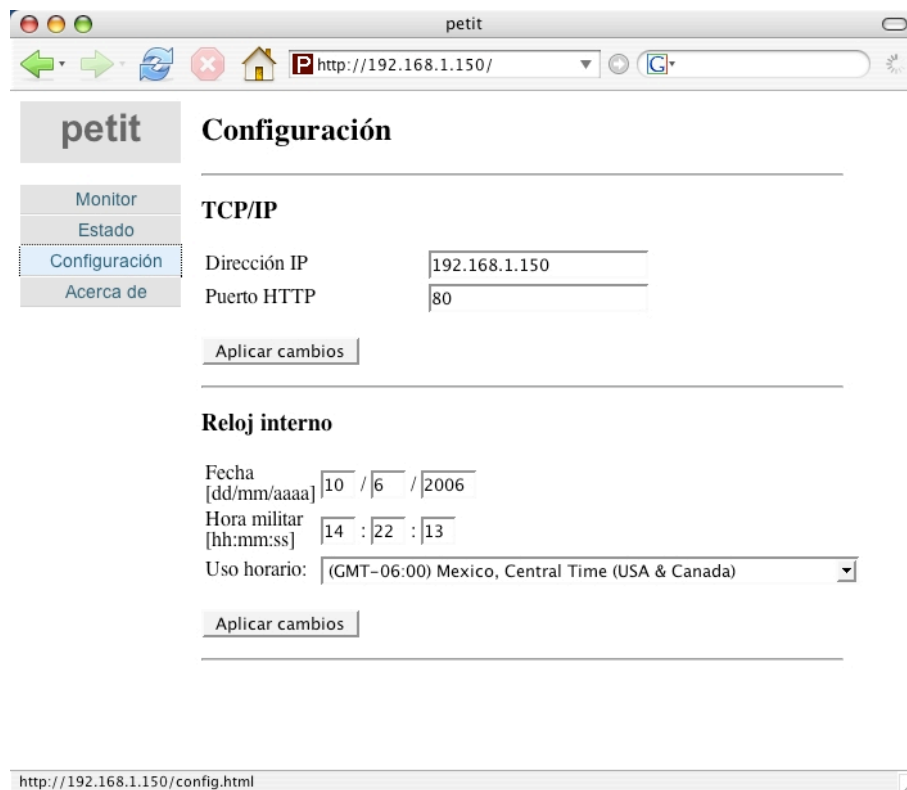 petit
P http://192.168.1.150/
G
petit
Monitor
Estado
Configuración
Acerca de
Configuración
TCP/IP
Dirección IP 192.168.1.150
Puerto HTTP 80
Aplicar cambios
Reloj interno
Fecha
[dd/mm/aaaa] 10 / 6 / 2006
Hora militar
[hh:mm:ss] 14 : 22 : 13
Uso horario: (GMT-06:00) Mexico, Central Time (USA & Canada)
Aplicar cambios
http://192.168.1.150/config.html